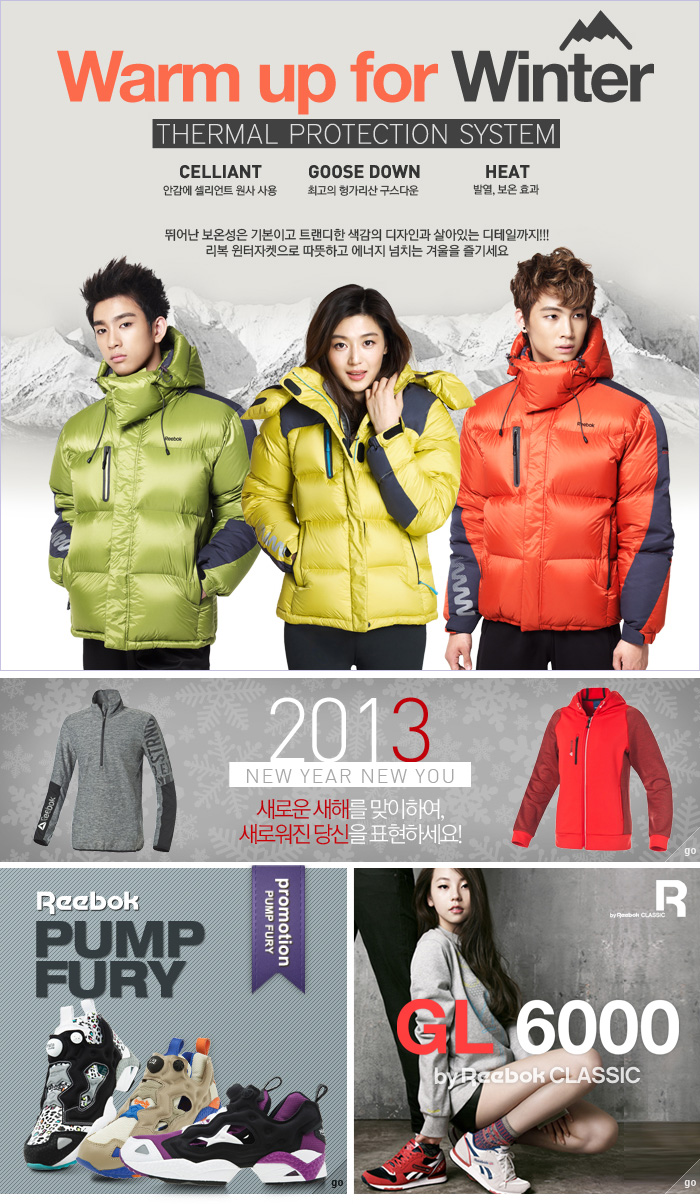 Warm up for Winter
THERMAL PROTECTION SYSTEM
CELLIANT
안감에 셀리언트 원사 사용
GOOSE DOWN
최고의 헝가리산 구스다운
HEAT
발열, 보온 효과
뛰어난 보온성은 기본이고 트랜디한 색감의 디자인과 살아있는 디테일까지!!!
리복 윈터자켓으로 따뜻하고 에너지 넘치는 겨울을 즐기세요
Reebok
Reebok
2013
NEW YEAR NEW YOU
새로운 새해를 맞이하여,
새로워진 당신을 표현하세요!
Reebok
go
Reebok
PUMP
FURY
promotion
PUMP FURY
go
R
by Reebok CLASSIC
GL 6000
by Reebok CLASSIC
go